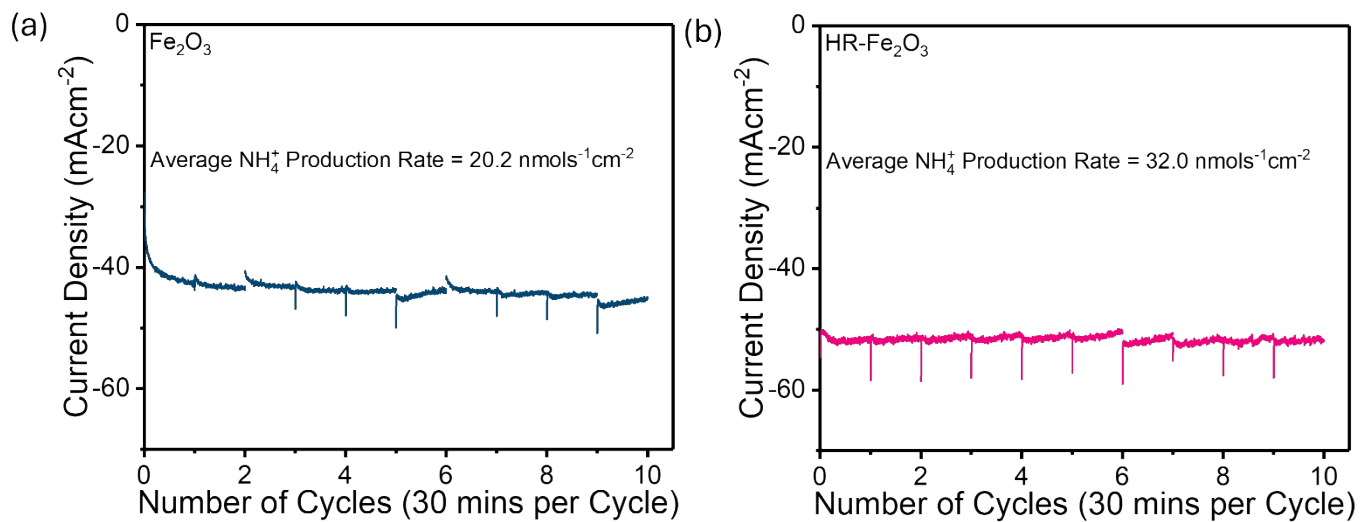 (a)
Fe₂O₃
Average NH₄⁺ Production Rate = 20.2 nmols⁻¹cm⁻²
Current Density (mAcm⁻²)
0
-20
-40
-60
0 2 4 6 8 10
Number of Cycles (30 mins per Cycle)
(b)
HR-Fe₂O₃
Average NH₄⁺ Production Rate = 32.0 nmols⁻¹cm⁻²
Current Density (mAcm⁻²)
0
-20
-40
-60
0 2 4 6 8 10
Number of Cycles (30 mins per Cycle)